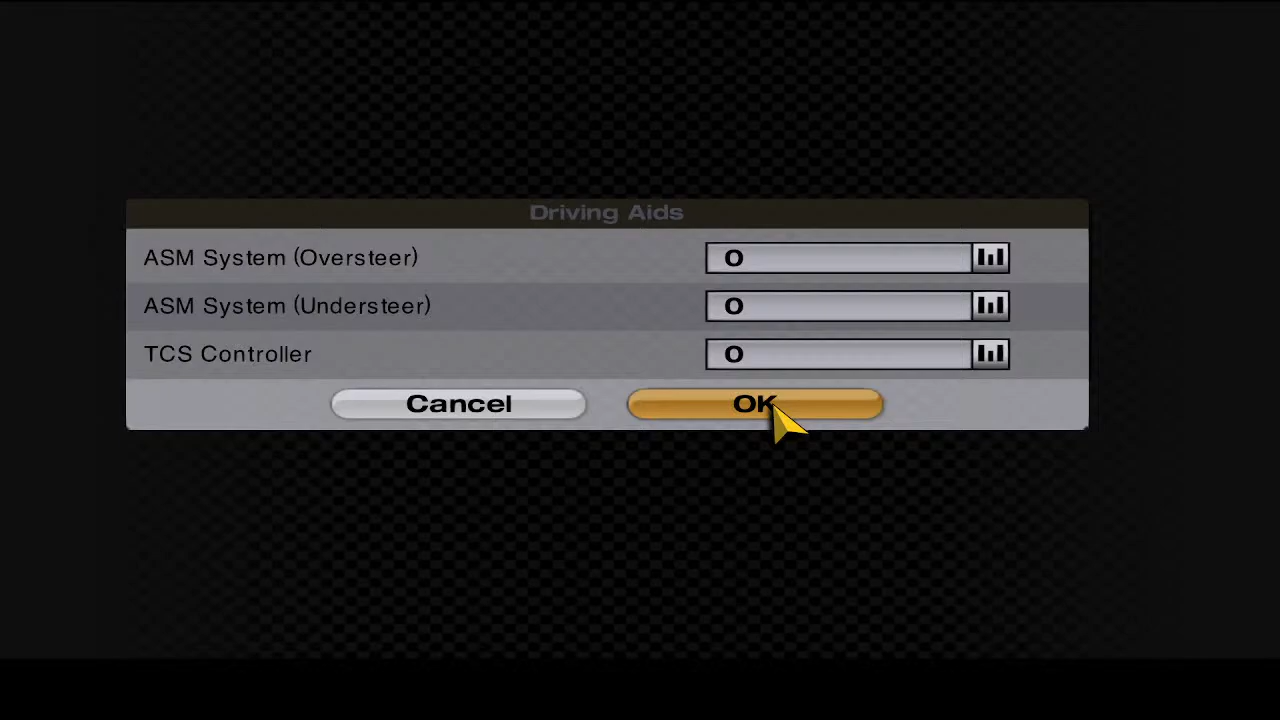 Driving Aids
ASM System (Oversteer) 0
ASM System (Understeer) 0
TCS Controller 0
Cancel OK